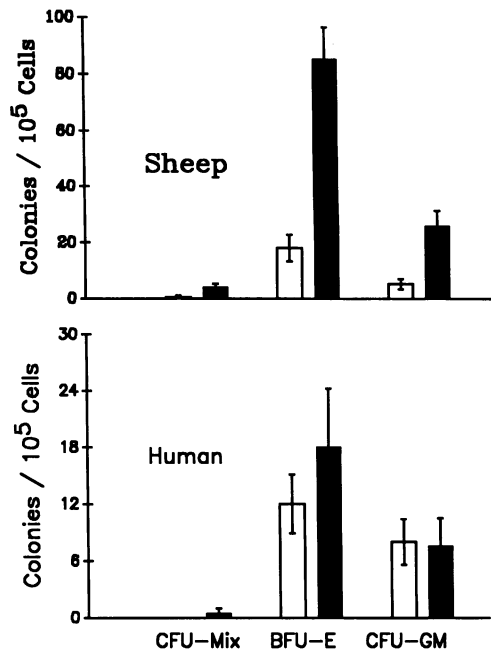 100
80
60
40
20
0
Colonies / 10⁵ Cells
Sheep
30
24
18
12
6
0
Colonies / 10⁵ Cells
Human
CFU-Mix BFU-E CFU-GM